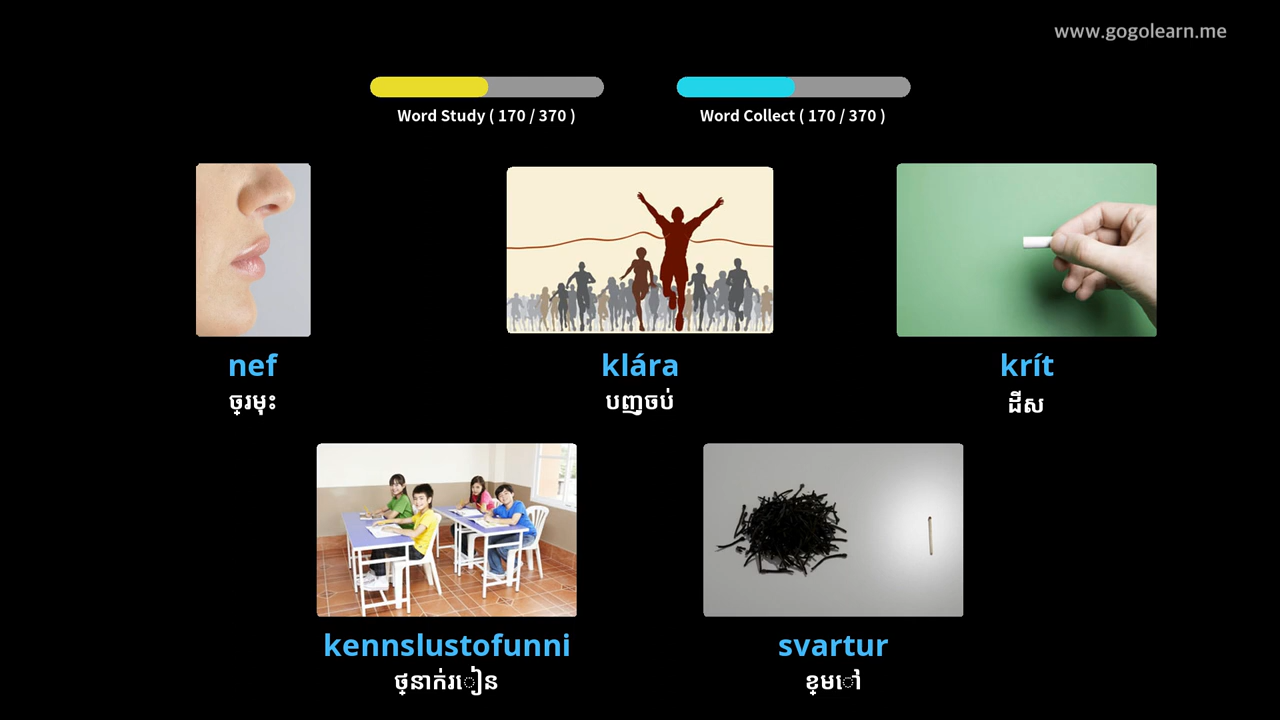 www.gogolearn.me
Word Study ( 170 / 370 )
Word Collect ( 170 / 370 )
nef
ច្រមុះ
klára
បញ្ចប់
krít
ដីស
kennslustofunni
ថ្នាក់រៀន
svartur
ខ្មៅ